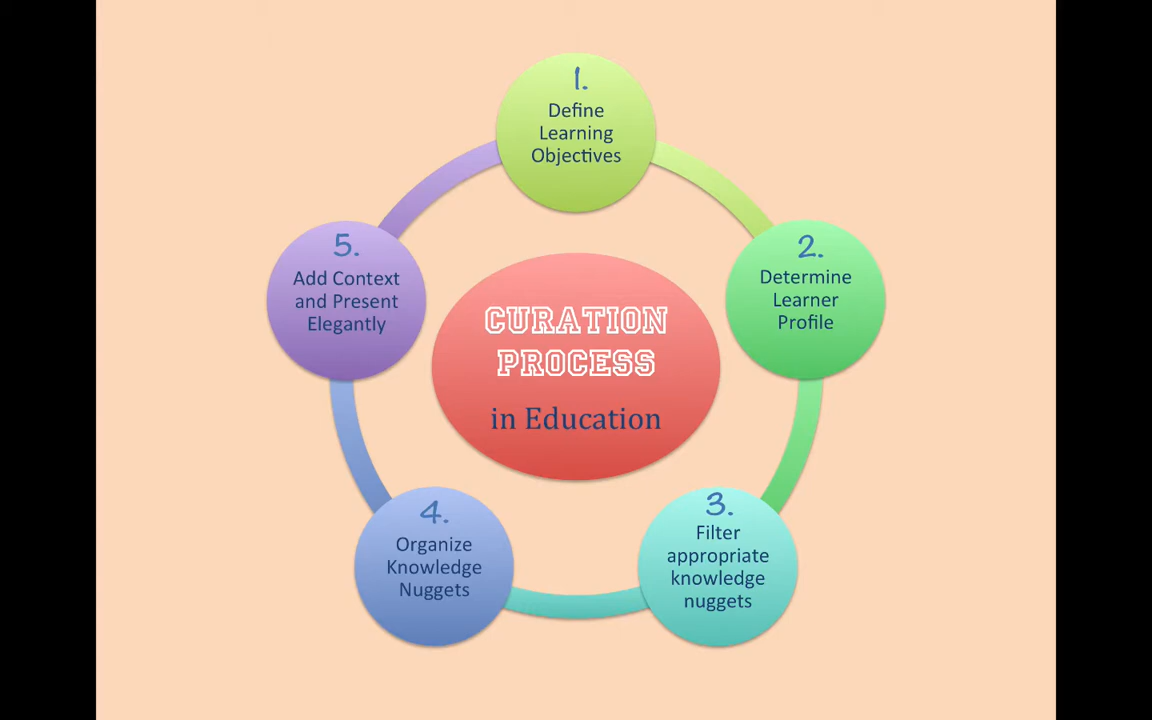 1.
Define
Learning
Objectives
2.
Determine
Learner
Profile
3.
Filter
appropriate
knowledge
nuggets
4.
Organize
Knowledge
Nuggets
5.
Add Context
and Present
Elegantly
CURATION
PROCESS
in Education